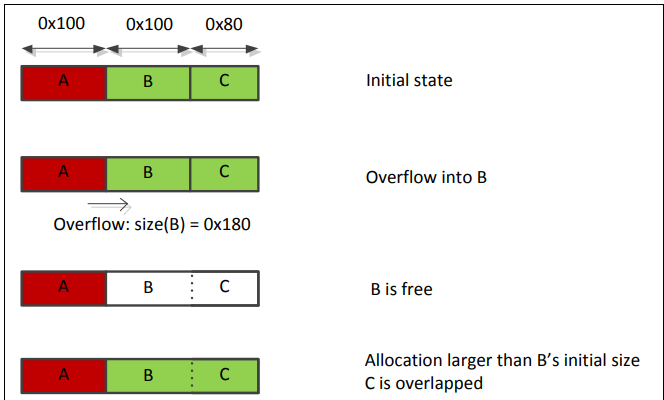 0x100 0x100 0x80
A B C Initial state
A B C Overflow into B
Overflow: size(B) = 0x180
A B C B is free
Allocation larger than B’s initial size
A B C
C is overlapped